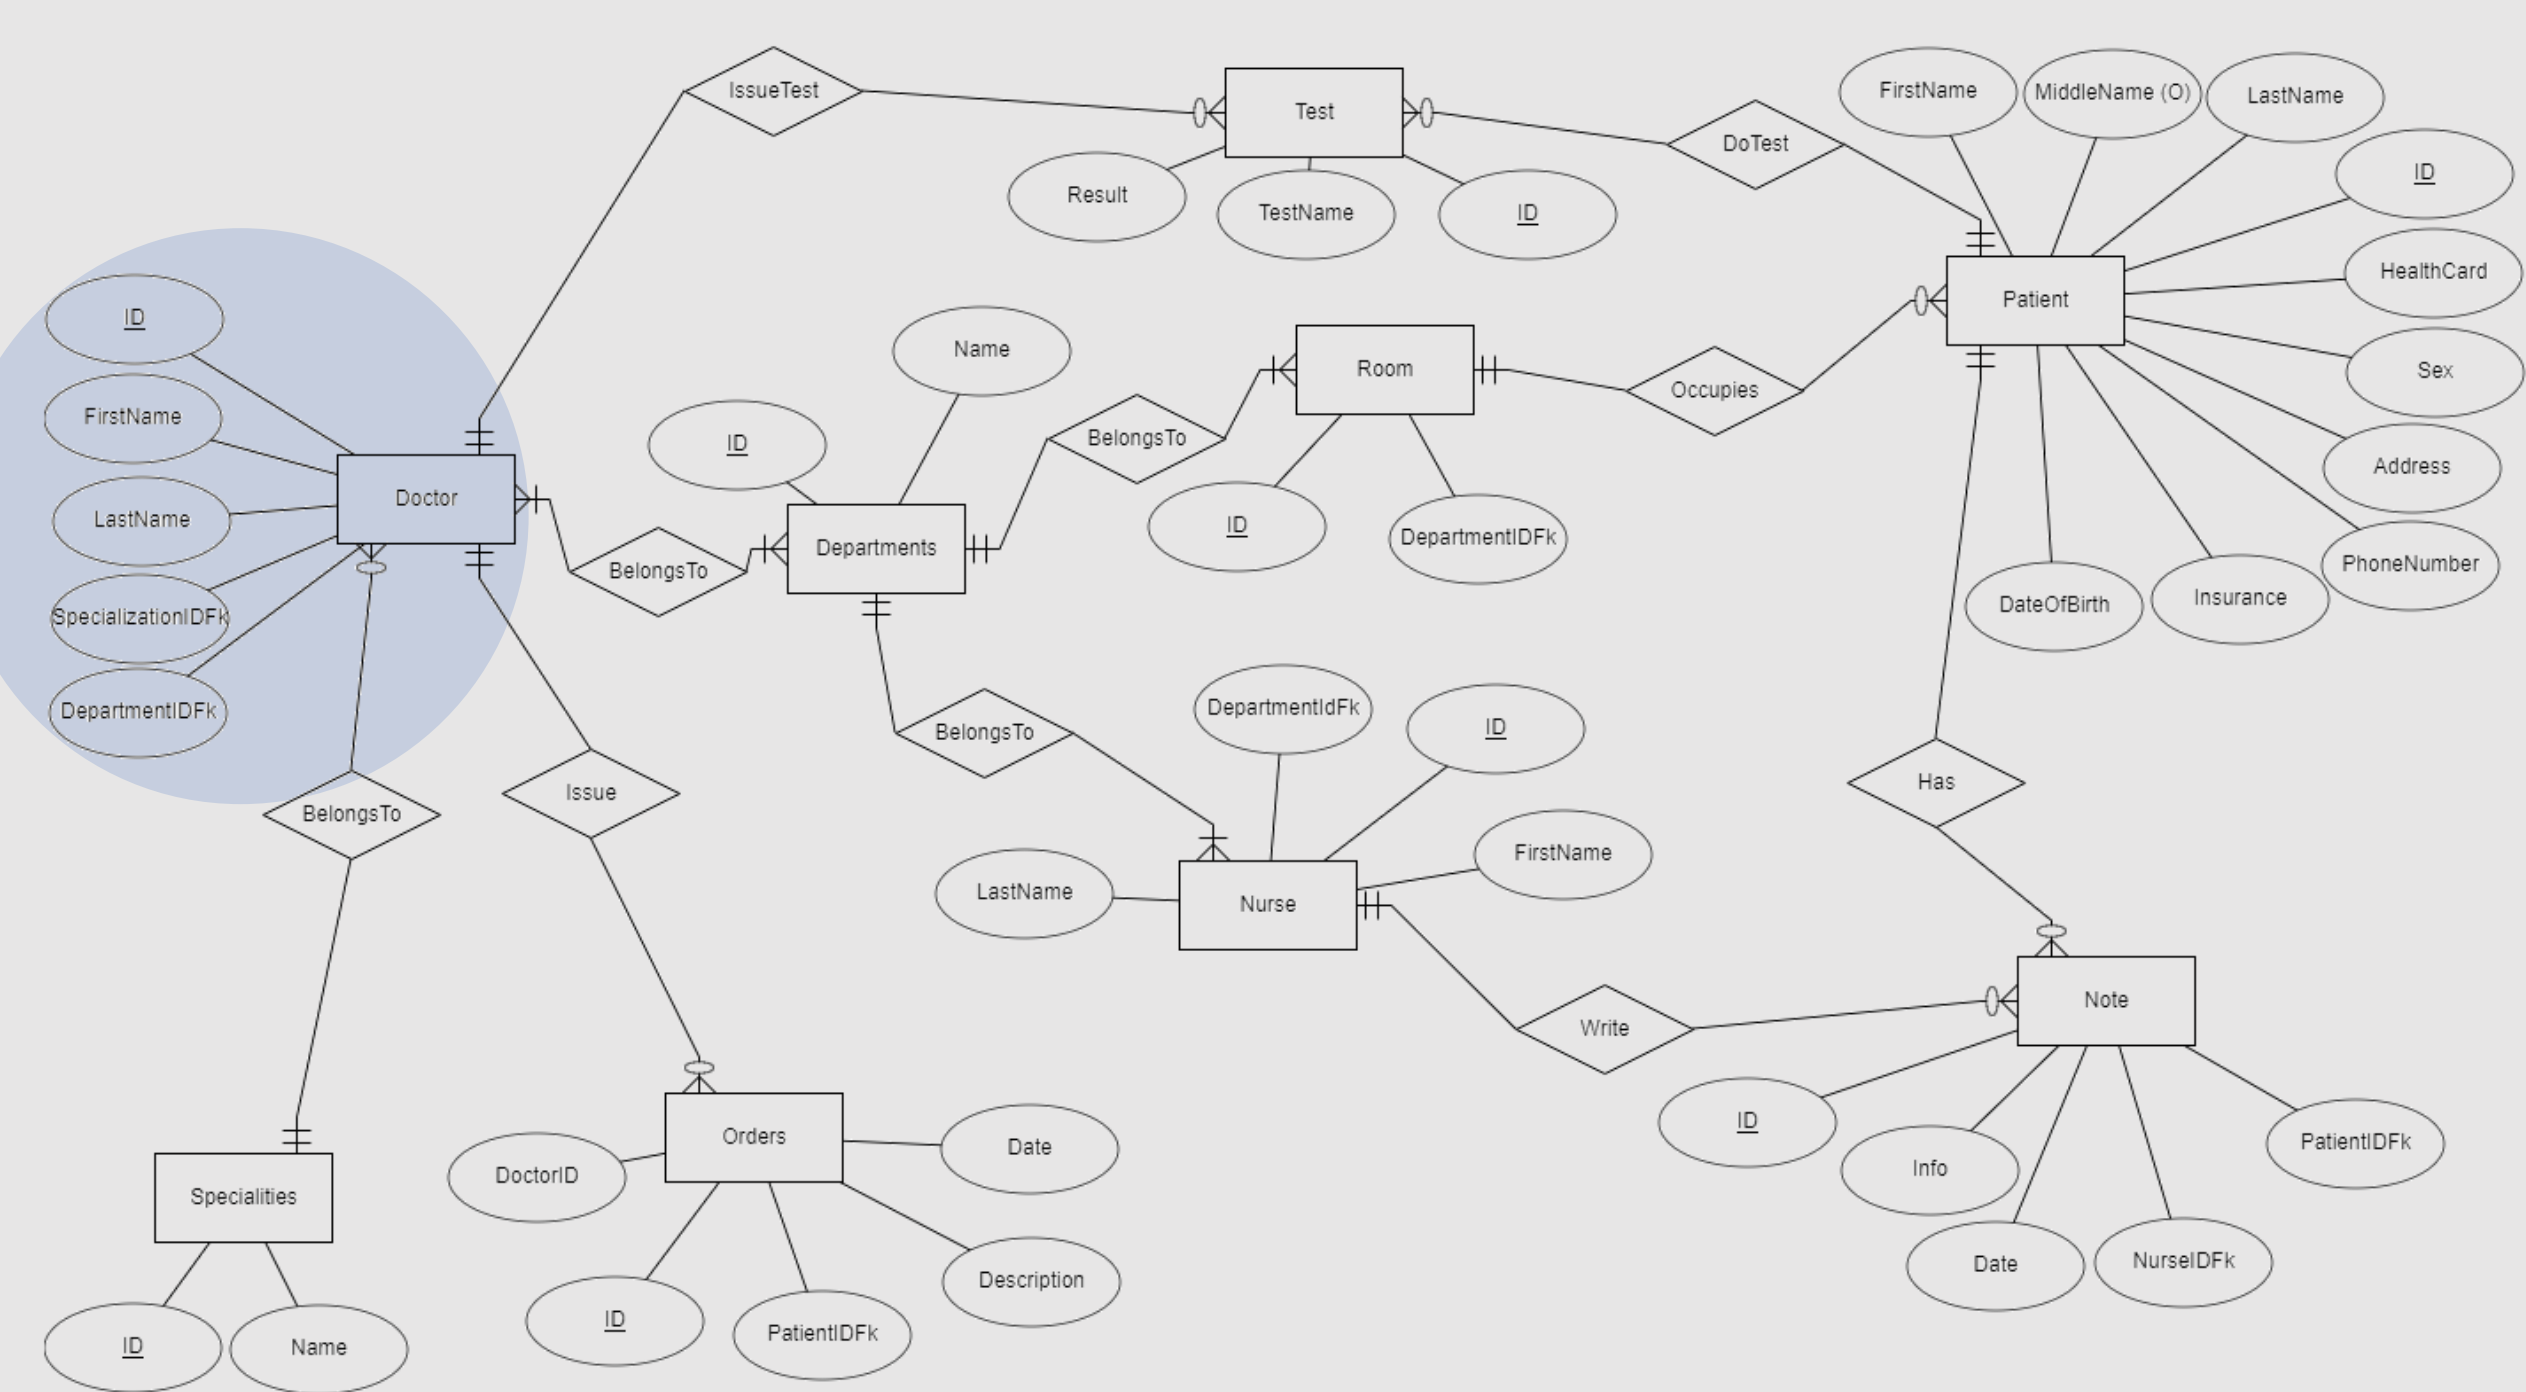 IssueTest
Test
DoTest
FirstName
MiddleName (O)
LastName
ID
HealthCard
Sex
Address
PhoneNumber
Insurance
DateOfBirth
Patient
Result
TestName
ID
ID
FirstName
LastName
SpecializationIDFk
DepartmentIDFk
Doctor
BelongsTo
ID
Name
Departments
BelongsTo
Room
ID
DepartmentIDFk
Occupies
BelongsTo
DepartmentIdFk
ID
FirstName
LastName
Nurse
Has
Write
Note
ID
Info
Date
NurseIDFk
PatientIDFk
BelongsTo
Issue
Specialities
ID
Name
Orders
DoctorID
Date
ID
PatientIDFk
Description